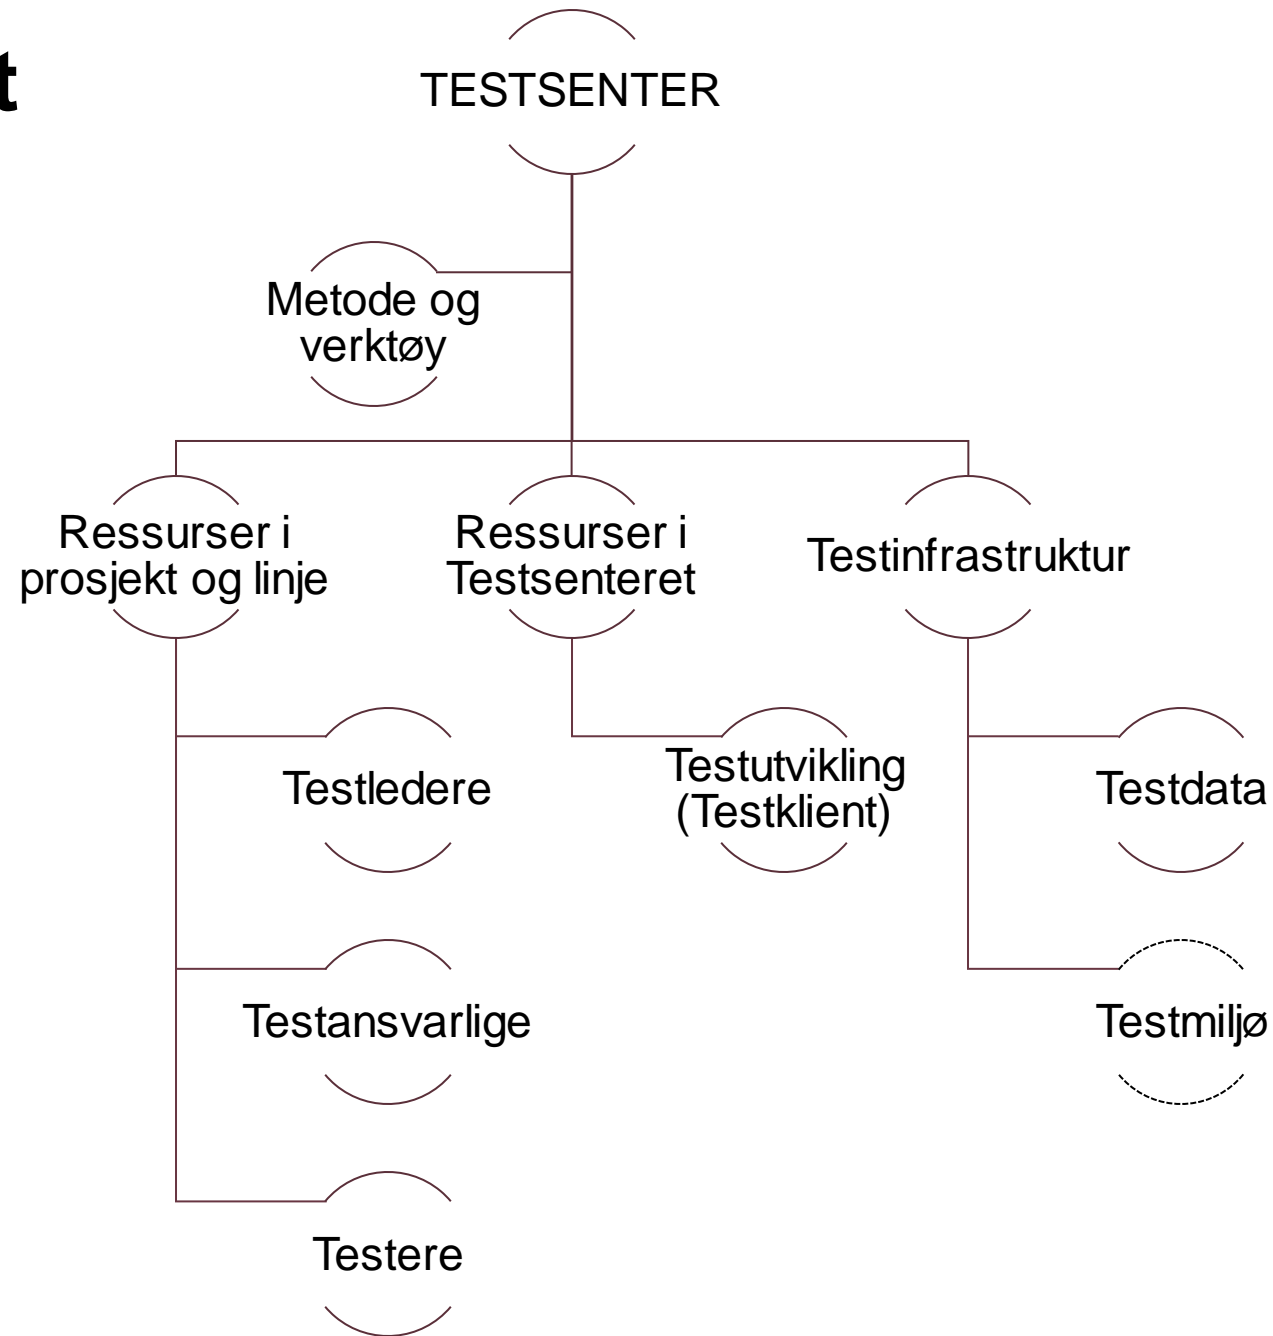 t
TESTSENTER
Metode og
verktøy
Ressurser i
prosjekt og linje
Ressurser i
Testsenteret
Testinfrastruktur
Testledere
Testutvikling
(Testklient)
Testdata
Testansvarlige
Testmiljø
Testere